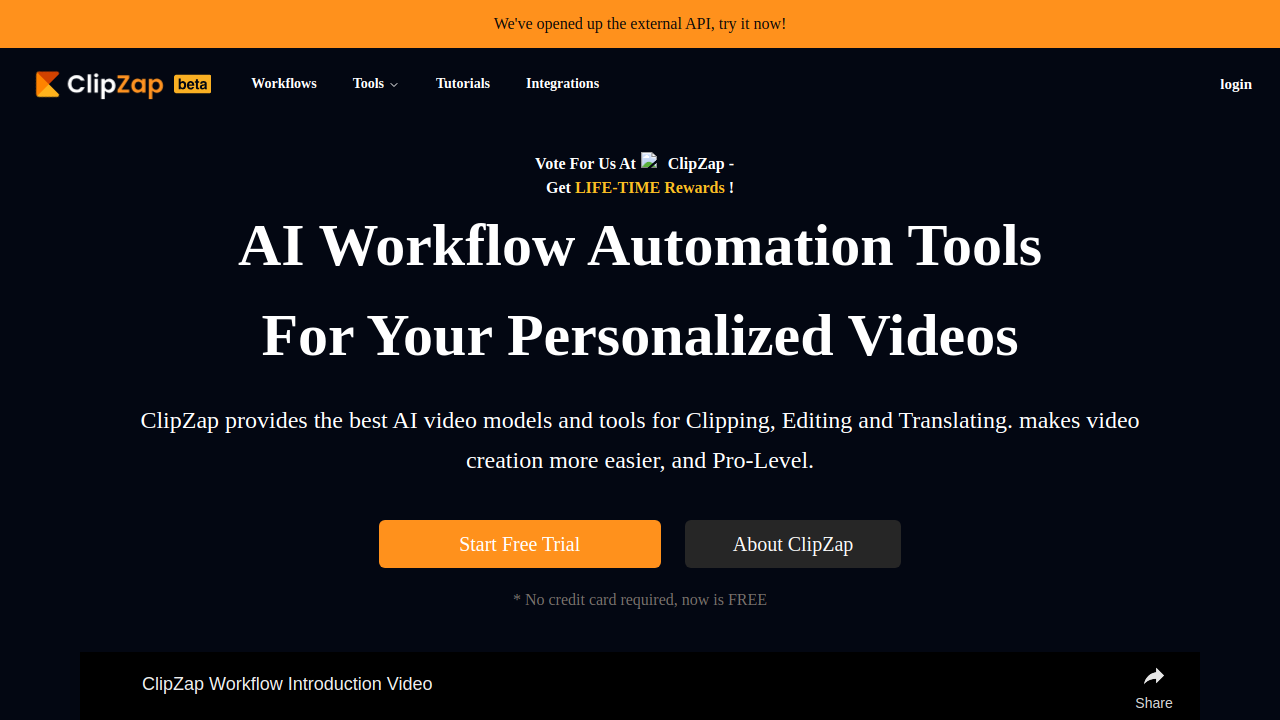 We've opened up the external API, try it now!
ClipZap beta
Workflows
Tools
Tutorials
Integrations
login
Vote For Us At ClipZap -
Get LIFE-TIME Rewards !
AI Workflow Automation Tools
For Your Personalized Videos
ClipZap provides the best AI video models and tools for Clipping, Editing and Translating. makes video
creation more easier, and Pro-Level.
Start Free Trial
About ClipZap
* No credit card required, now is FREE
ClipZap Workflow Introduction Video
Share